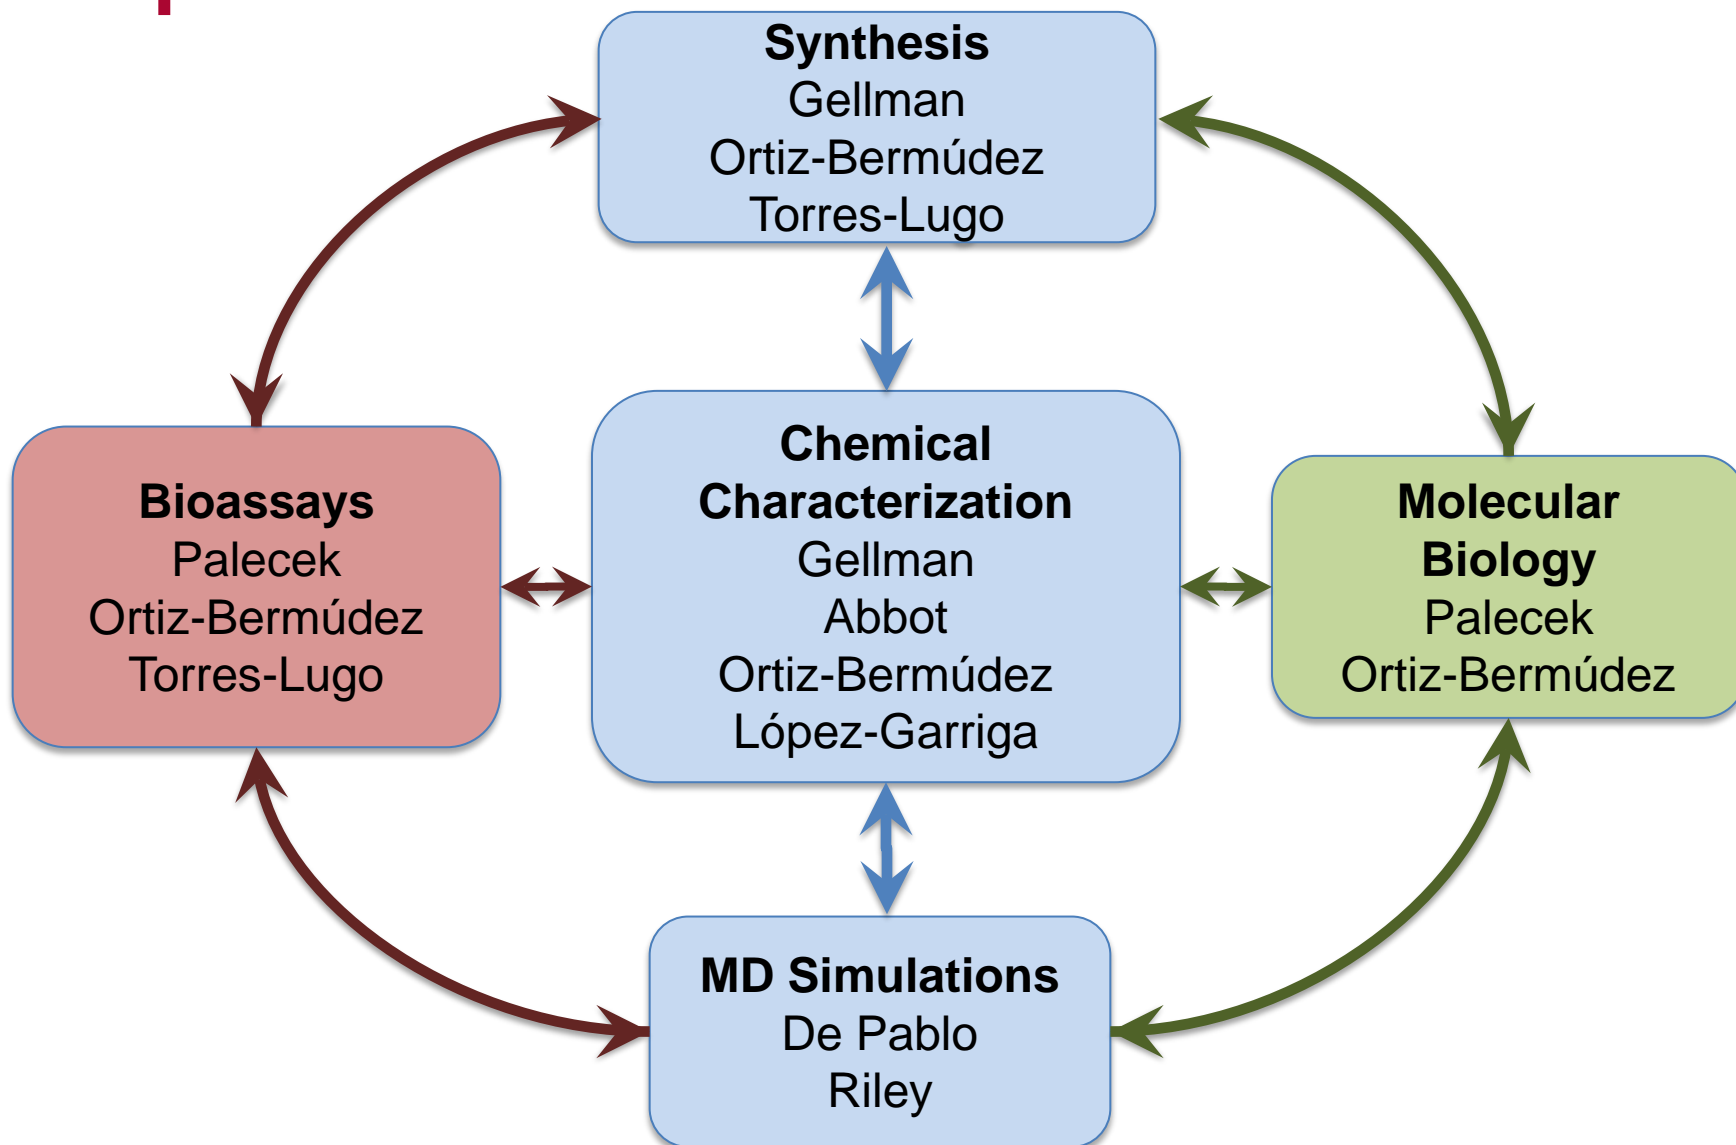 Synthesis
Gellman
Ortiz-Bermúdez
Torres-Lugo
Bioassays
Palecek
Ortiz-Bermúdez
Torres-Lugo
Chemical
Characterization
Gellman
Abbot
Ortiz-Bermúdez
López-Garriga
Molecular
Biology
Palecek
Ortiz-Bermúdez
MD Simulations
De Pablo
Riley